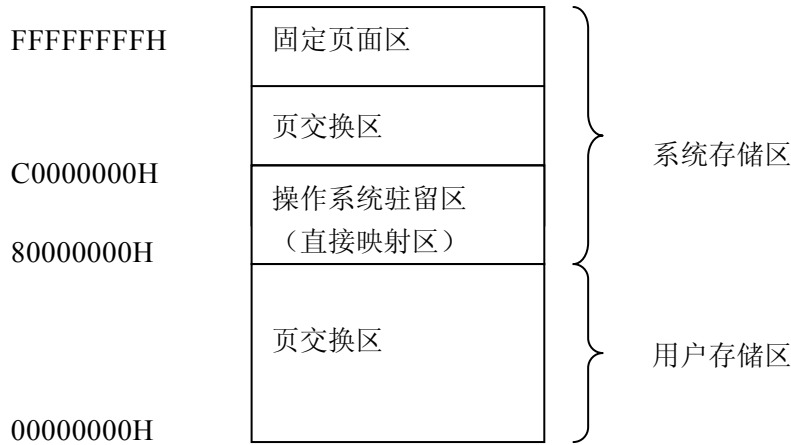 FFFFFFFFH
固定页面区
页交换区
系统存储区
C0000000H
操作系统驻留区
（直接映射区）
80000000H
页交换区
用户存储区
00000000H